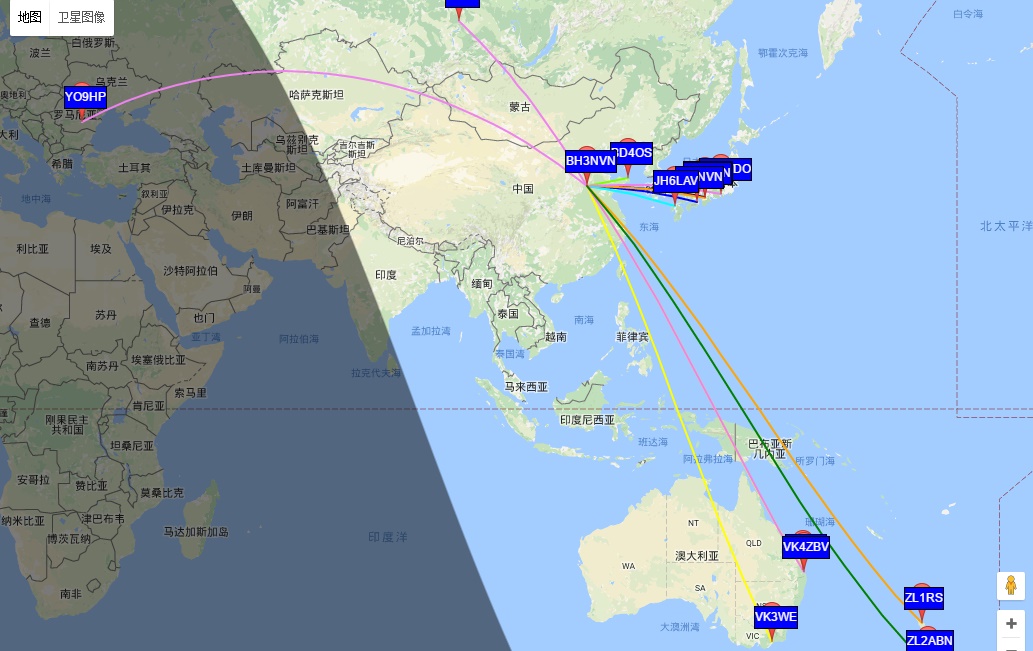 地图
卫星图像
白令海
白俄罗斯
波兰
鄂霍次克海
乌克兰
YO9HP
哈萨克斯坦
蒙古
乌兹别克
斯坦
吉尔吉斯
斯坦
希腊
土耳其
土库曼斯坦
BH3NVN
中国
JH6LAV
NVN
DO
地中海
叙利亚
伊拉克
伊朗
阿富汗
巴基斯坦
东海
北太平洋
利比亚
埃及
尼泊尔
沙特阿拉伯
印度
阿曼
缅甸
苏丹
也门
泰国
南海
乍得
亚丁湾
阿拉伯海
孟加拉湾
越南
菲律宾
泰国湾
南苏丹
埃塞俄比亚
拉克代夫海
马来西亚
索马里
肯尼亚
刚果民主
共和国
印度尼西亚
坦桑尼亚
班达海
巴布亚新
几内亚
阿拉弗拉海
所罗门海
安哥拉
赞比亚
莫桑比克
纳米比亚
津巴布韦
马达加斯加岛
NT
珊瑚海
博茨瓦纳
印度洋
QLD
VK4ZBV
澳大利亚
WA
SA
南非
ZL1RS
VK3WE
大澳洲湾
VIC
ZL2ABN